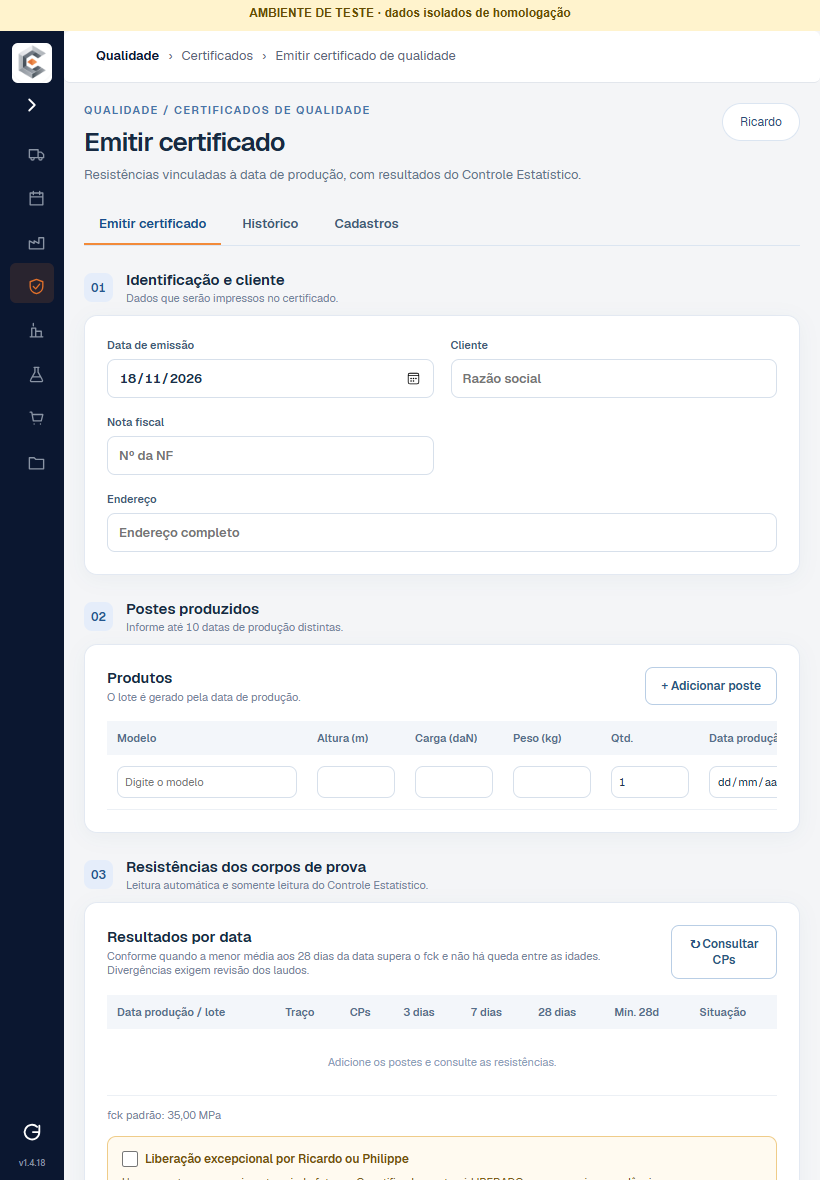 AMBIENTE DE TESTE · dados isolados de homologação
Qualidade › Certificados › Emitir certificado de qualidade
QUALIDADE / CERTIFICADOS DE QUALIDADE
Ricardo
Emitir certificado
Resistências vinculadas à data de produção, com resultados do Controle Estatístico.
Emitir certificado Histórico Cadastros
01
Identificação e cliente
Dados que serão impressos no certificado.
Data de emissão Cliente
18/11/2026 Razão social
Nota fiscal
Nº da NF
Endereço
Endereço completo
02
Postes produzidos
Informe até 10 datas de produção distintas.
Produtos
O lote é gerado pela data de produção.
+ Adicionar poste
Modelo Altura (m) Carga (daN) Peso (kg) Qtd. Data produçã
Digite o modelo 1 dd/mm/aa
03
Resistências dos corpos de prova
Leitura automática e somente leitura do Controle Estatístico.
Resultados por data
Conforme quando a menor média aos 28 dias da data supera o fck e não há queda entre as idades.
Divergências exigem revisão dos laudos.
↻ Consultar
CPs
Data produção / lote Traço CPs 3 dias 7 dias 28 dias Mín. 28d Situação
Adicione os postes e consulte as resistências.
fck padrão: 35,00 MPa
Liberação excepcional por Ricardo ou Philippe
v1.4.18